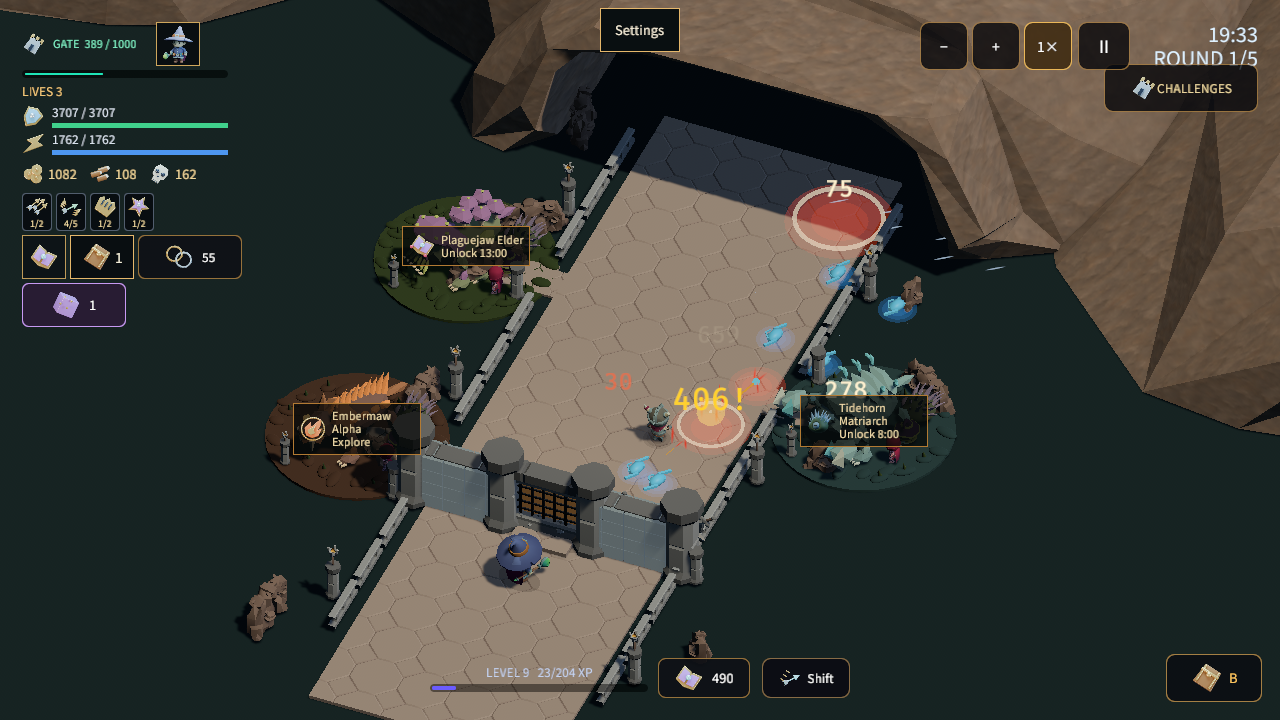 GATE 389 / 1000
Settings
−
+
1×
19:33
ROUND 1/5
CHALLENGES
LIVES 3
3707 / 3707
1762 / 1762
1082
108
162
1/2
4/5
1/2
1/2
1
55
1
75
Plaguejaw Elder
Unlock 13:00
659
38
406!
278
Tidehorn
Matriarch
Unlock 8:00
Embermaw
Alpha
Explore
LEVEL 9 23/204 XP
490
Shift
B